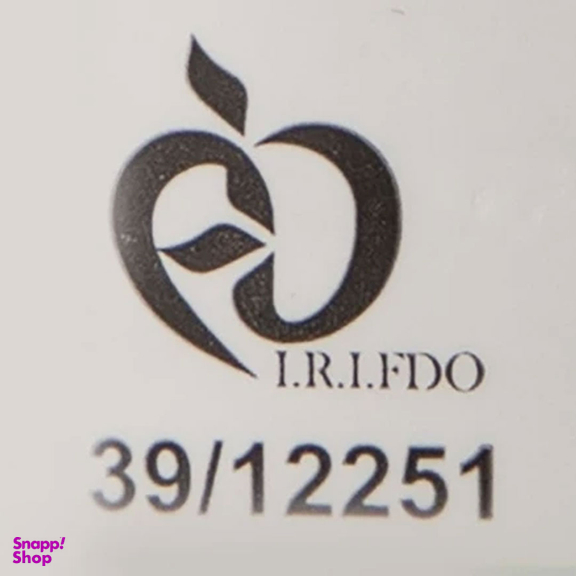 I.R.I.FDO
39/12251
Snapp!
Shop